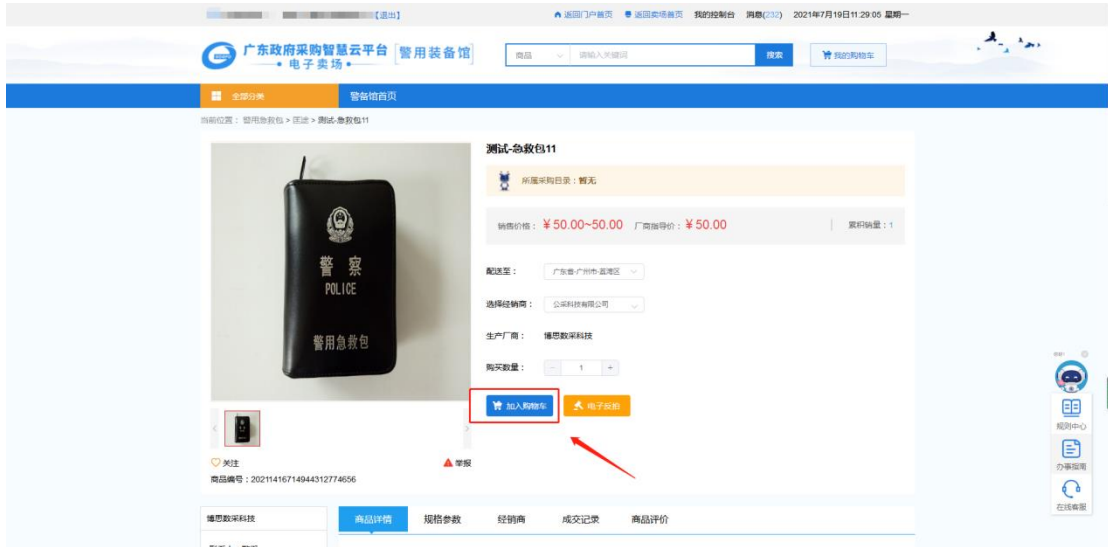 【退出】 返回门户首页 返回卖场首页 我的控制台 消息(232) 2021年7月19日11:29:05 星期一
广东政府采购智慧云平台 警用装备馆
•电子卖场•
商品 请输入关键词 搜索 我的购物车
全部分类 警备馆首页
当前位置：警用急救包 > 匡途 > 测试-急救包11
测试-急救包11
所属采购目录：暂无
销售价格：￥50.00~50.00 厂商指导价：￥50.00 累积销量：1
警 察
POLICE
警用急救包
配送至： 广东省-广州市-荔湾区
选择经销商： 公采科技有限公司
生产厂商： 博思数采科技
购买数量： - 1 +
加入购物车 电子反拍
关注 举报
商品编号：20211416714944312774656
规则中心
办事指南
在线客服
博思数采科技 商品详情 规格参数 经销商 成交记录 商品评价